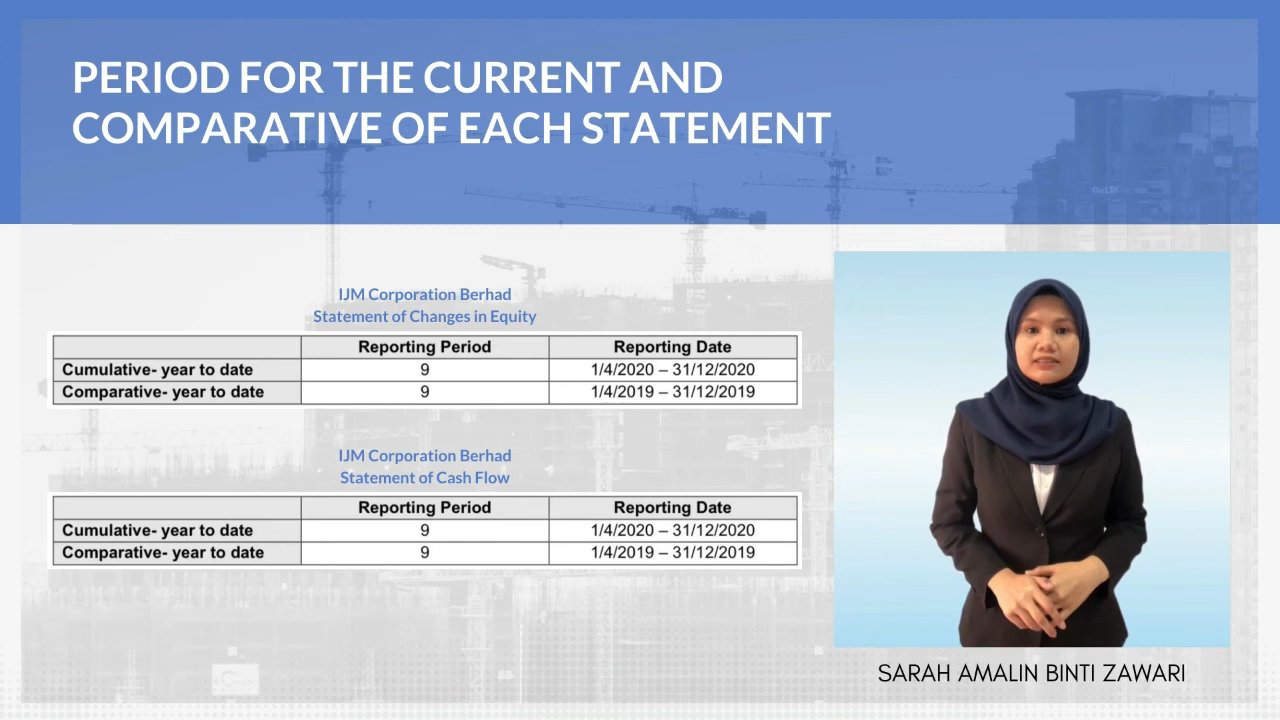 PERIOD FOR THE CURRENT AND
COMPARATIVE OF EACH STATEMENT
IJM Corporation Berhad
Statement of Changes in Equity
Reporting Period Reporting Date
Cumulative- year to date 9 1/4/2020 – 31/12/2020
Comparative- year to date 9 1/4/2019 – 31/12/2019
IJM Corporation Berhad
Statement of Cash Flow
Reporting Period Reporting Date
Cumulative- year to date 9 1/4/2020 – 31/12/2020
Comparative- year to date 9 1/4/2019 – 31/12/2019
SARAH AMALIN BINTI ZAWARI